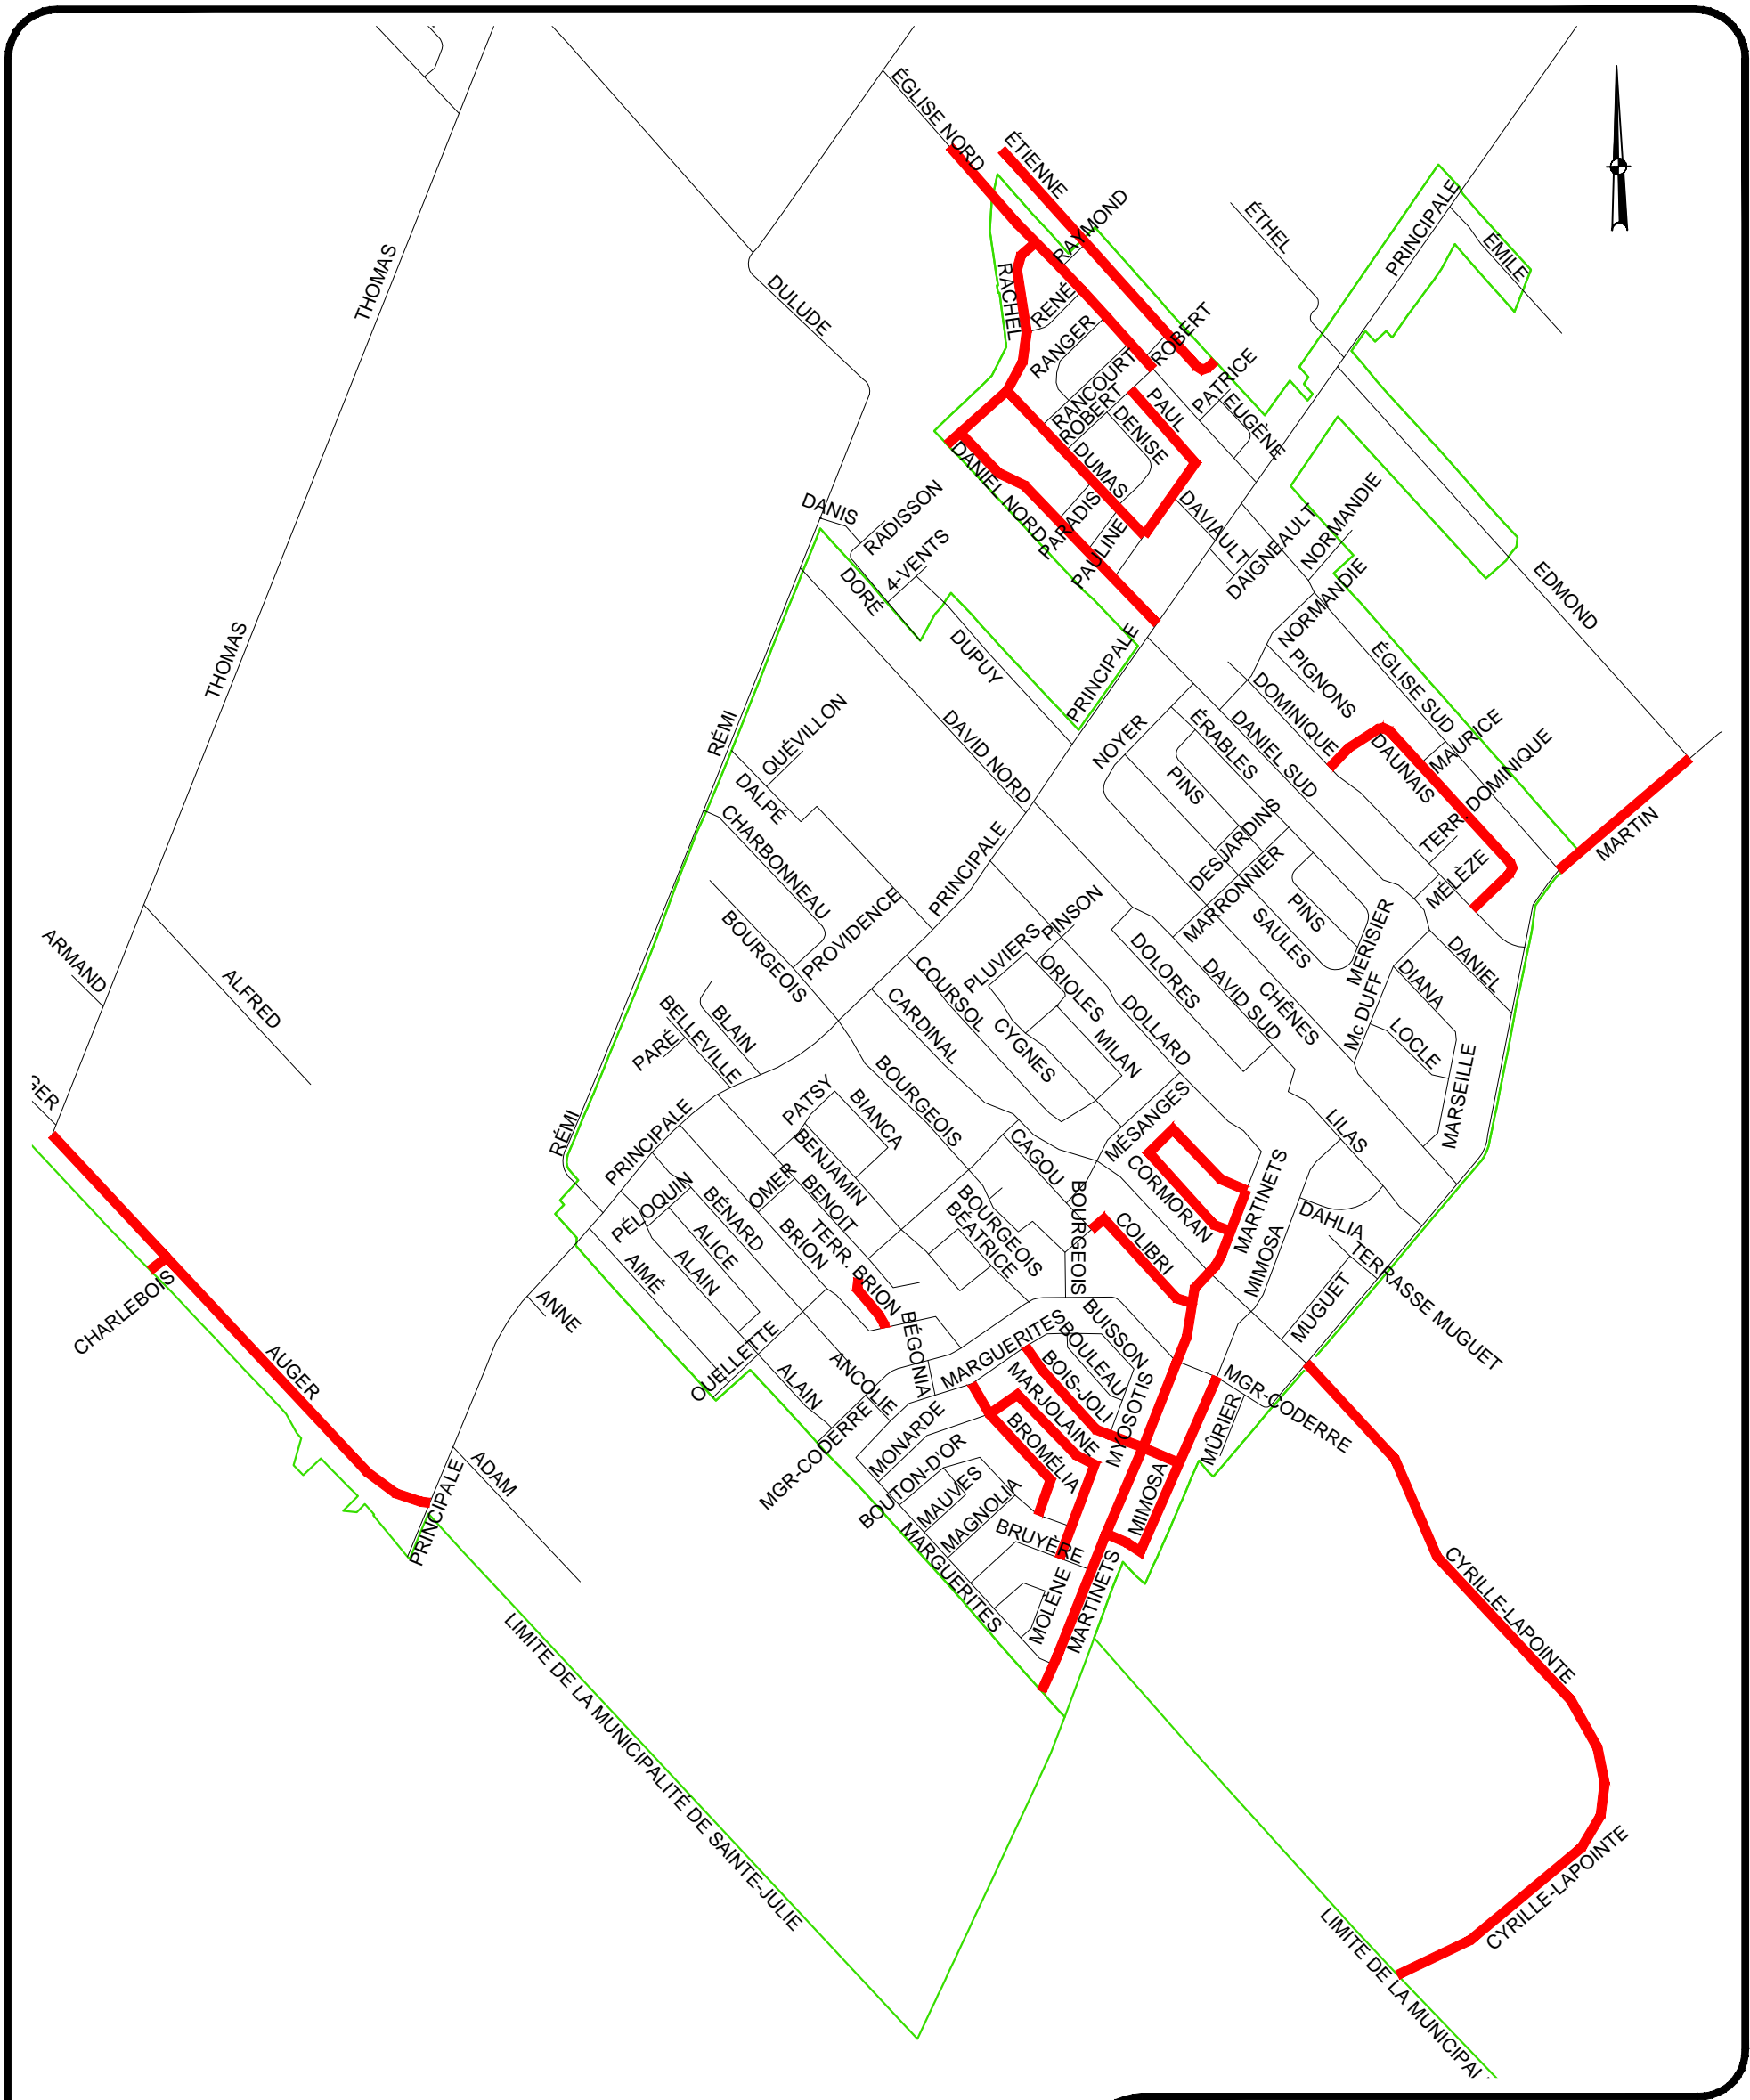 ÉGLISE NORD
ÉTIENNE
RAYMOND
ÉTHEL
PRINCIPALE
ÉMILE
THOMAS
DULUDE
RACHEL
RENÉ
RANGER
ROBERT
RANCOURT
PATRICE
ROBERT
PAUL
EUGÈNE
DENISE
DUMAS
DANIEL NORD
PARADIS
PAULINE
DAVIAULT
DAIGNEAULT
NORMANDIE
DANIS
RADISSON
4-VENTS
DORÉ
DUPUY
NORMANDIE
EDMOND
THOMAS
PRINCIPALE
PIGNONS
ÉGLISE SUD
DOMINIQUE
RÉMI
QUÉVILLON
DAVID NORD
NOYER
ÉRABLES
DANIEL SUD
DAUNAIS
MAURICE
TERR. DOMINIQUE
MARTIN
DALPÉ
PINS
CHARBONNEAU
PRINCIPALE
DESJARDINS
MARRONNIER
MÉLÈZE
PROVIDENCE
BOURGEOIS
PINSON
PLUVIERS
PINS
SAULES
MERISIER
ARMAND
ALFRED
COURSOL
ORIOLES
DOLORES
DAVID SUD
CHÊNES
DANIEL
DIANA
BELLEVILLE
BLAIN
CARDINAL
CYGNES
DOLLARD
MILAN
Mc DUFF
LOCLE
PARÉ
GER
RÉMI
PRINCIPALE
PATSY
BIANCA
BOURGEOIS
MÉSANGES
LILAS
MARSEILLE
BENJAMIN
CAGOU
CORMORAN
PÉLOQUIN
OMER
BENOIT
BOURGEOIS
BOURGEOIS
MARTINETS
DAHLIA
BÉNARD
ALICE
BRION
TERR. BRION
BÉATRICE
COLIBRI
MIMOSA
TERRASSE MUGUET
AIMÉ
ALAIN
MUGUET
CHARLEBOIS
ANNE
AUGER
BÉGONIA
BUISSON
MARGUERITES
BOULEAU
BOIS-JOLI
OUELLETTE
ALAIN
ANCOLIE
MARJOLAINE
MYOSOTIS
MGR-CODERRE
MÛRIER
MGR-CODERRE
MONARDE
BROMÉLIA
BOUTON-D'OR
MAUVES
MAGNOLIA
MIMOSA
ADAM
PRINCIPALE
BRUYÈRE
MARGUERITES
MOLÈNE
MARTINETS
CYRILLE-LAPOINTE
LIMITE DE LA MUNICIPALITÉ DE SAINTE-JULIE
CYRILLE-LAPOINTE
LIMITE DE LA MUNICIPAL